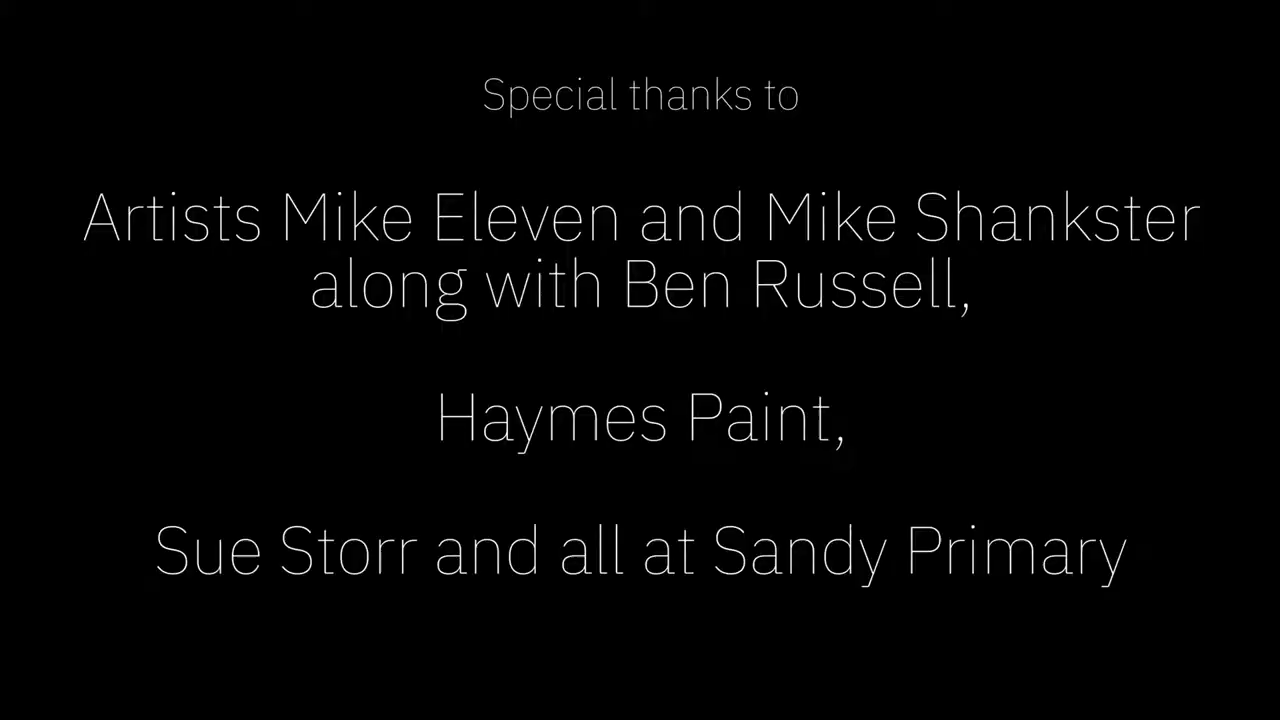 Special thanks to
Artists Mike Eleven and Mike Shankster
along with Ben Russell,
Haymes Paint,
Sue Storr and all at Sandy Primary